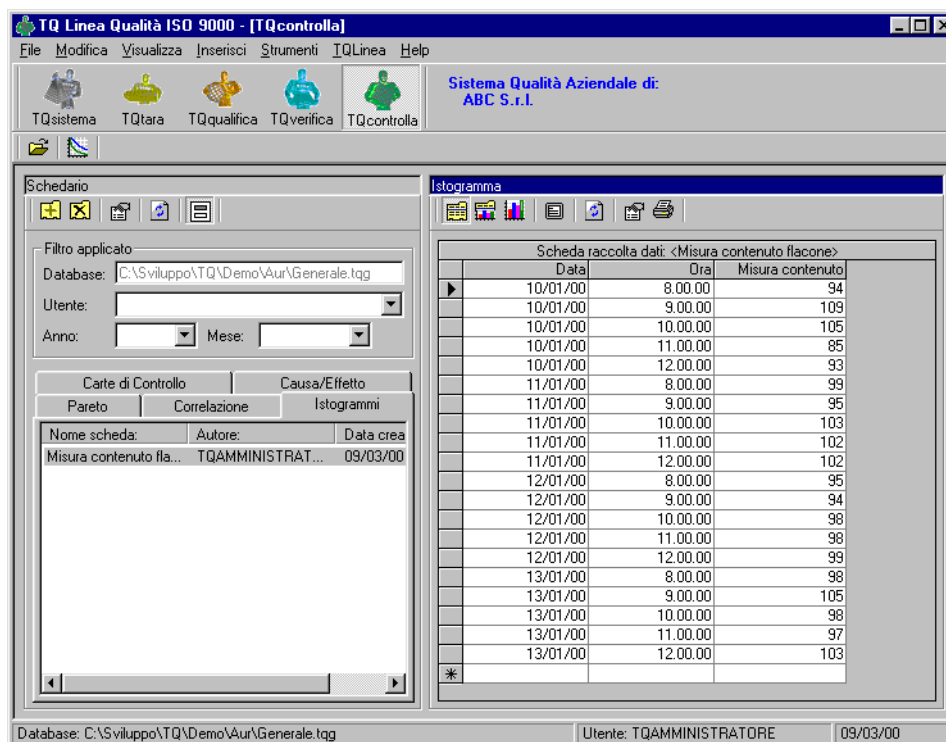 TQ Linea Qualità ISO 9000 - [TQcontrolla]
File Modifica Visualizza Inserisci Strumenti TQLinea Help
Sistema Qualità Aziendale di:
ABC S.r.l.
TQsistema TQtara TQqualifica TQverifica TQcontrolla
Schedario
Filtro applicato
Database: C:\Sviluppo\TQ\Demo\Aur\Generale.tqg
Utente:
Anno: Mese:
Carte di Controllo Causa/Effetto
Pareto Correlazione Istogrammi
Nome scheda: Autore: Data crea
Misura contenuto fla... TQAMMINISTRAT... 09/03/00
Istogramma
Scheda raccolta dati: <Misura contenuto flacone>
Data Ora Misura contenuto
10/01/00 8.00.00 94
10/01/00 9.00.00 109
10/01/00 10.00.00 105
10/01/00 11.00.00 85
10/01/00 12.00.00 93
11/01/00 8.00.00 99
11/01/00 9.00.00 95
11/01/00 10.00.00 103
11/01/00 11.00.00 102
11/01/00 12.00.00 102
12/01/00 8.00.00 95
12/01/00 9.00.00 94
12/01/00 10.00.00 98
12/01/00 11.00.00 98
12/01/00 12.00.00 99
13/01/00 8.00.00 98
13/01/00 9.00.00 105
13/01/00 10.00.00 98
13/01/00 11.00.00 97
13/01/00 12.00.00 103
Database: C:\Sviluppo\TQ\Demo\Aur\Generale.tqg Utente: TQAMMINISTRATORE 09/03/00